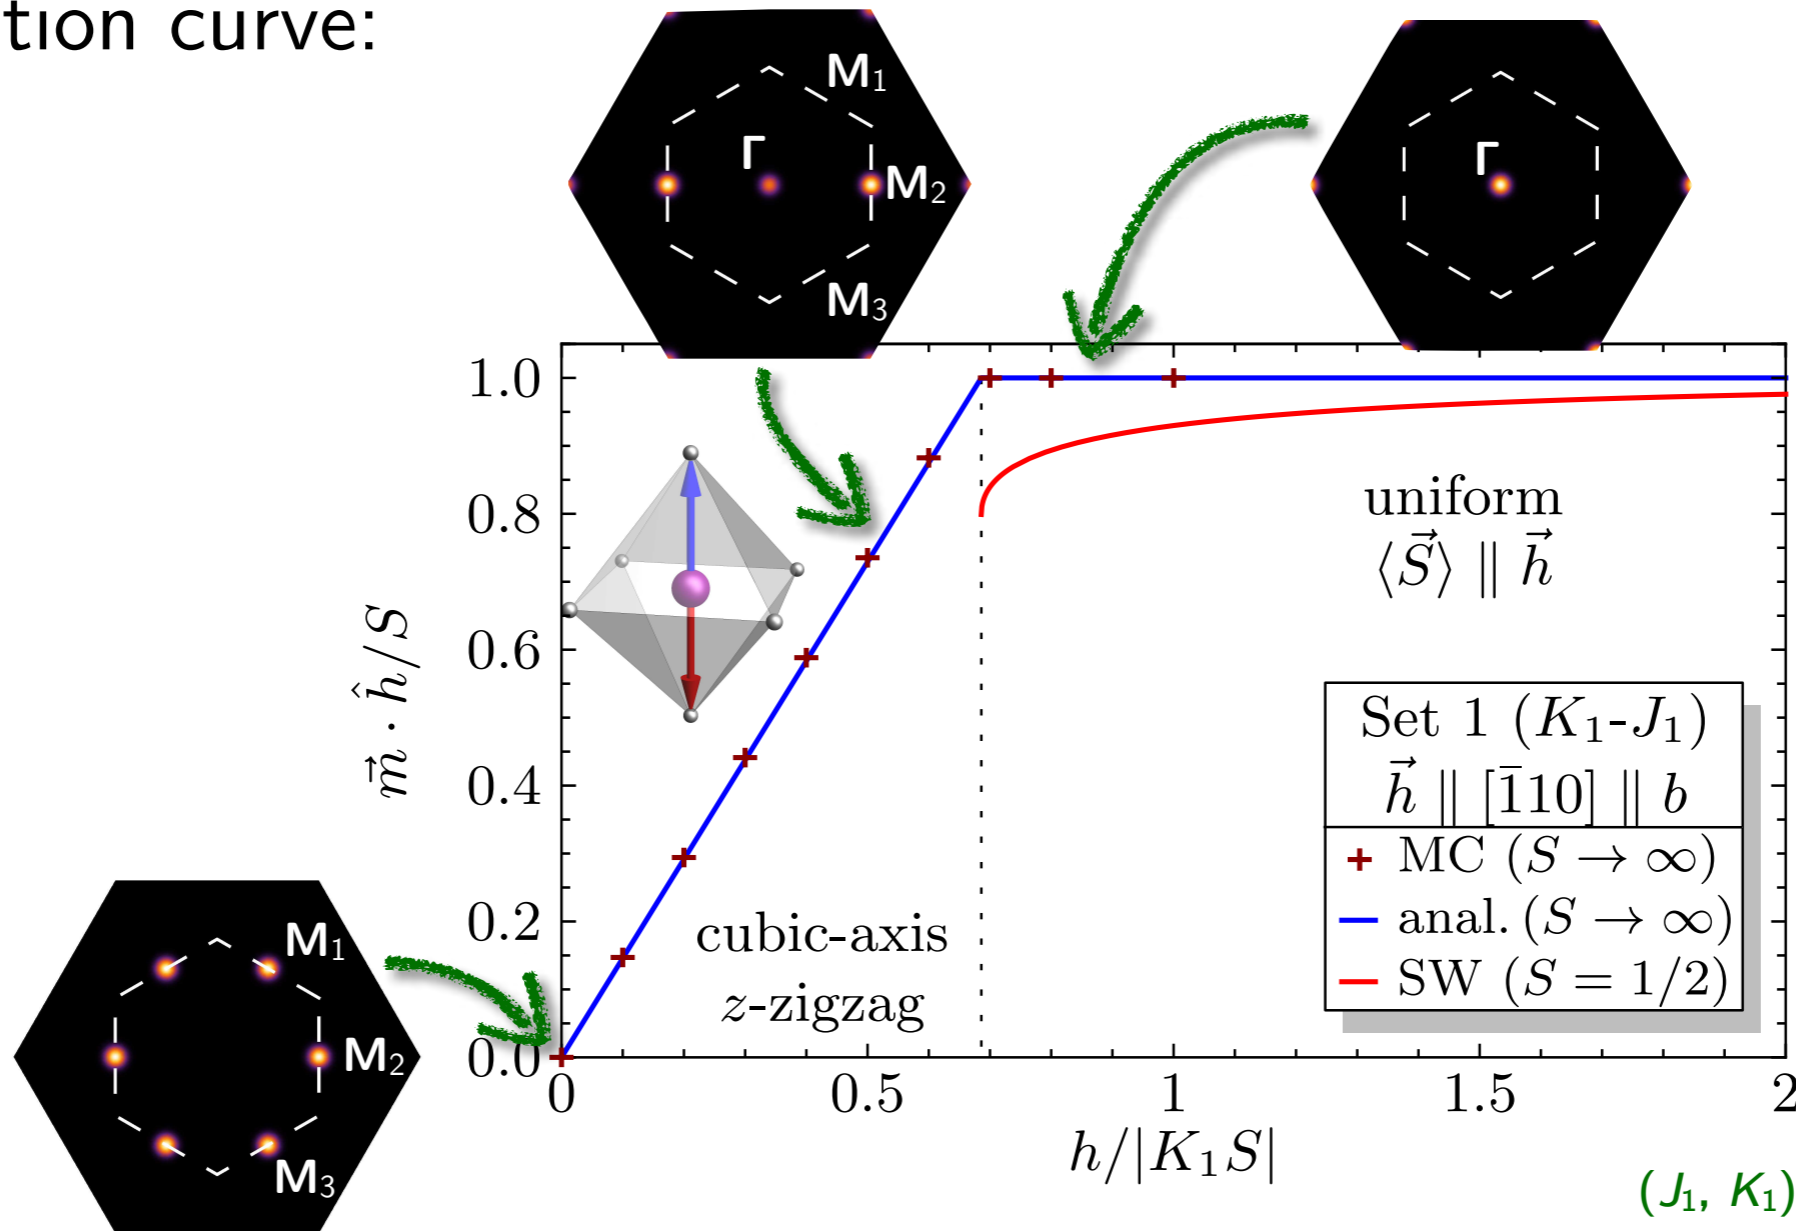 tion curve:
M₁
Γ
M₂
M₃
Γ
1.0
0.8
0.6
0.4
0.2
0.0
m⃗ · ĥ/S
uniform
⟨S⃗⟩ ∥ h⃗
cubic-axis
z-zigzag
Set 1 (K₁-J₁)
h⃗ ∥ [1̄10] ∥ b
MC (S → ∞)
anal. (S → ∞)
SW (S = 1/2)
M₁
M₂
M₃
0 0.5 1 1.5 2
h/|K₁S|
(J₁, K₁)